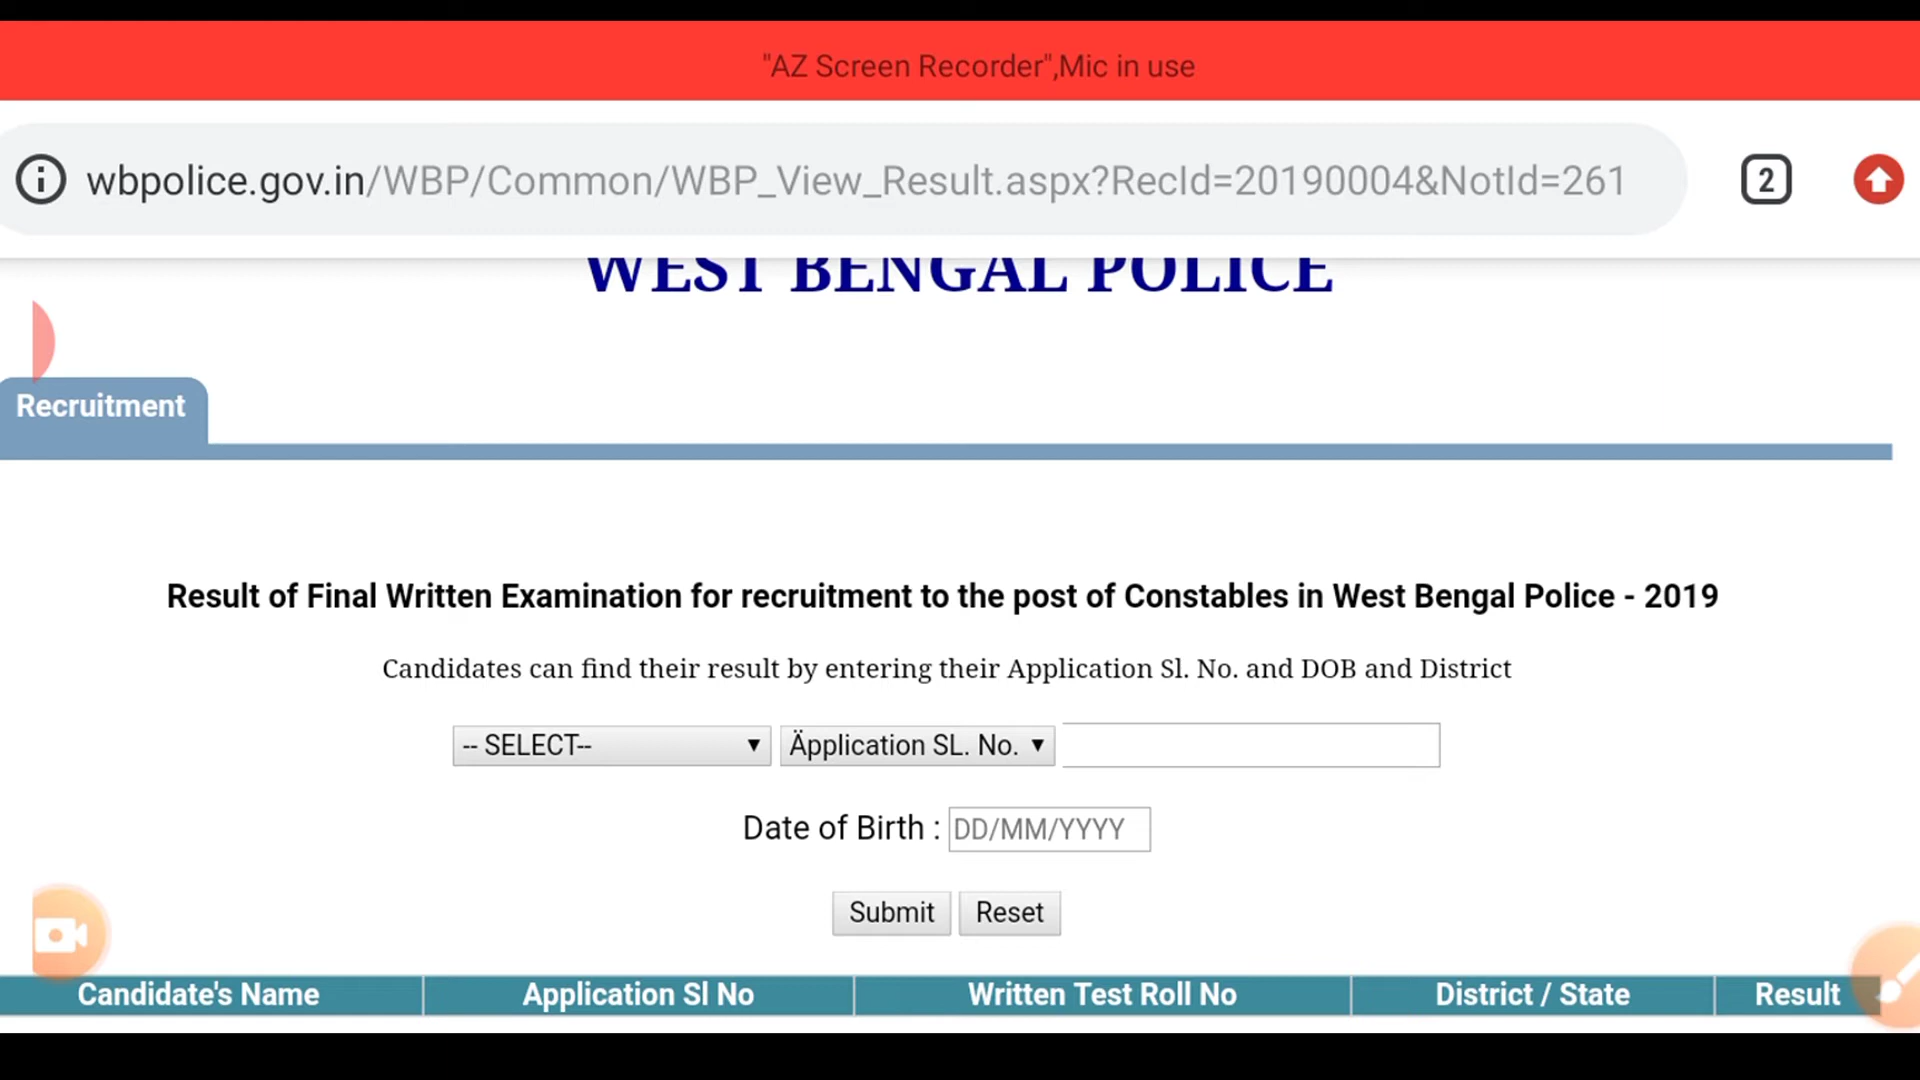 "AZ Screen Recorder",Mic in use
wbpolice.gov.in/WBP/Common/WBP_View_Result.aspx?RecId=20190004&NotId=261
2
WEST BENGAL POLICE
Recruitment
Result of Final Written Examination for recruitment to the post of Constables in West Bengal Police - 2019
Candidates can find their result by entering their Application Sl. No. and DOB and District
-- SELECT-- Äpplication SL. No.
Date of Birth : DD/MM/YYYY
Submit Reset
Candidate's Name Application Sl No Written Test Roll No District / State Result